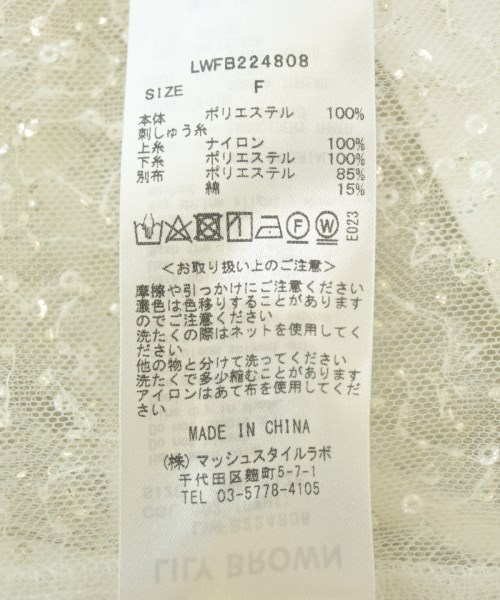 LWFB224808
SIZE F
本体 ポリエステル 100%
刺しゅう糸
上糸 ナイロン 100%
下糸 ポリエステル 100%
別布 ポリエステル 85%
綿 15%
E023
＜お取り扱い上のご注意＞
摩擦や引っかけにご注意ください
濃色は色移りすることがあります
のでご注意ください
洗たくの際はネットを使用してく
ださい
他の物と分けて洗ってください
洗たくで多少縮むことがあります
アイロンはあて布を使用してくだ
さい
MADE IN CHINA
(株) マッシュスタイルラボ
千代田区麹町5-7-1
TEL 03-5778-4105
LWFB224808
LILY BROWN